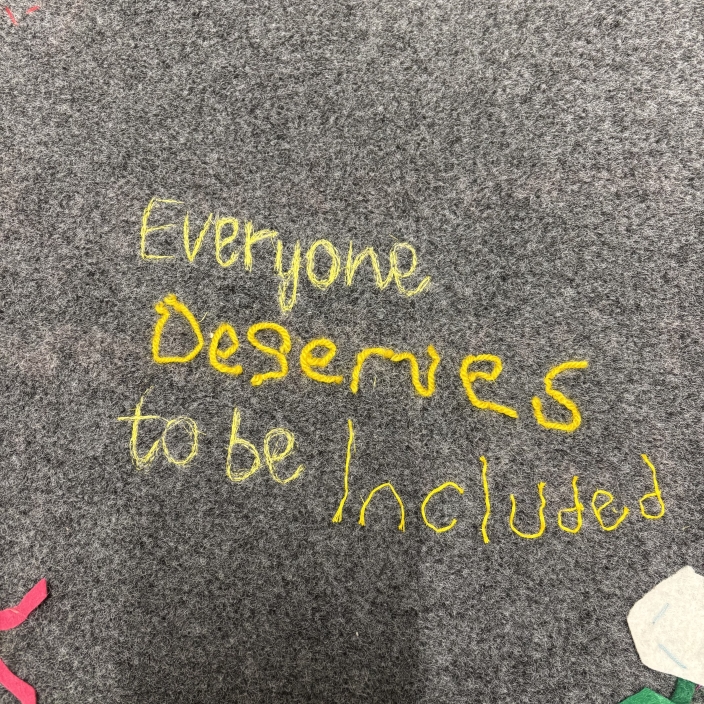 Everyone
Deserves
to be Included